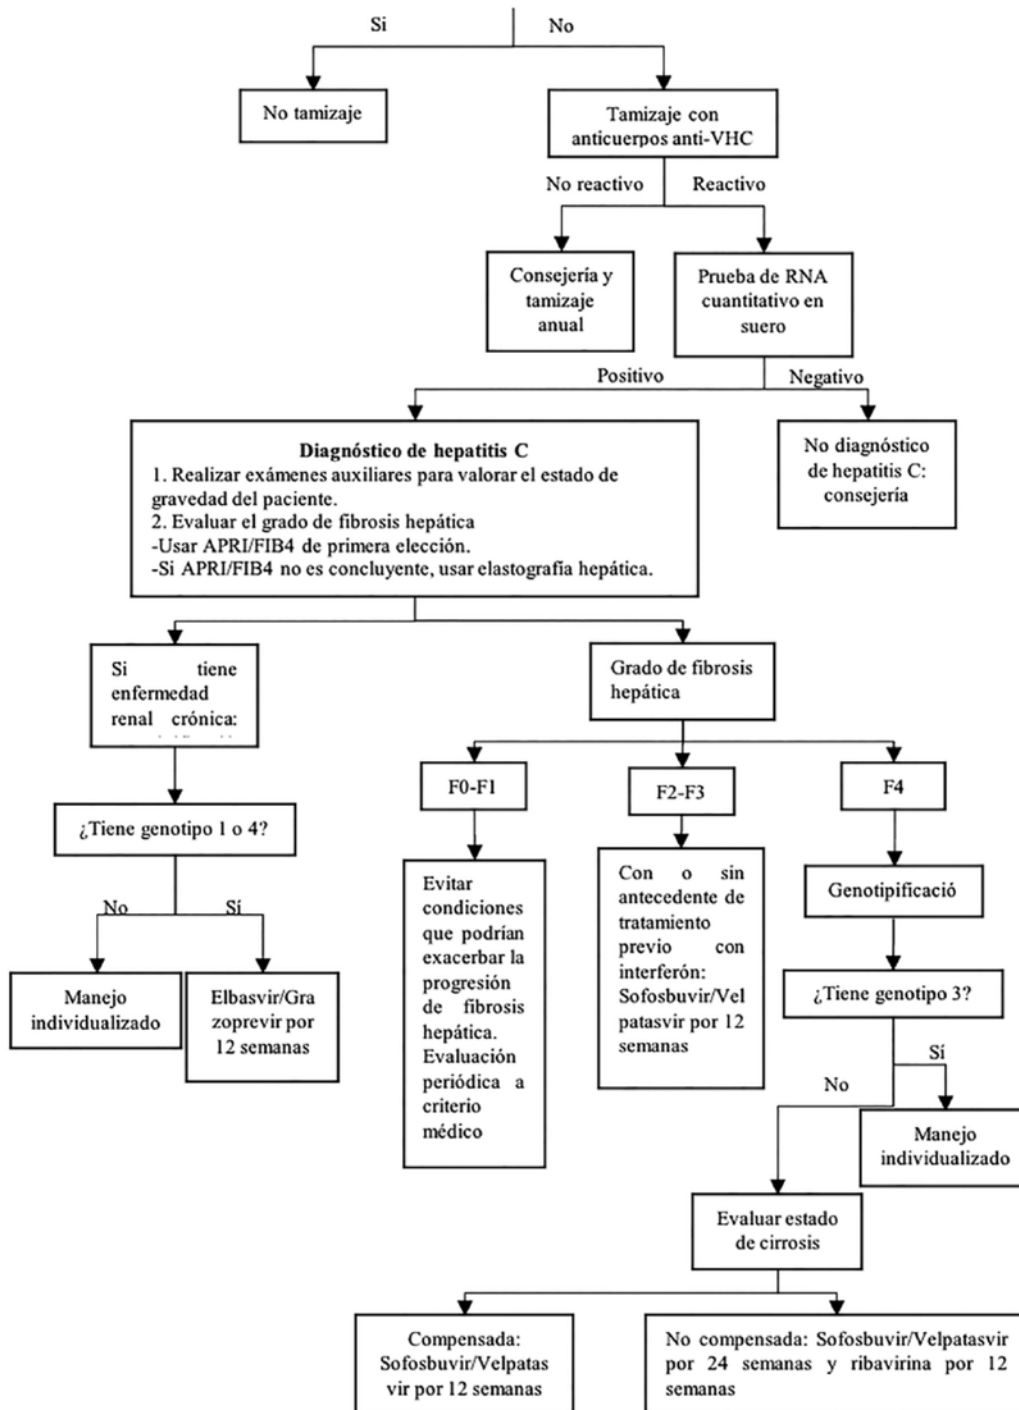 Si
No
No tamizaje
Tamizaje con
anticuerpos anti-VHC
No reactivo
Reactivo
Consejería y
tamizaje
anual
Prueba de RNA
cuantitativo en
suero
Positivo
Negativo
Diagnóstico de hepatitis C
1. Realizar exámenes auxiliares para valorar el estado de
gravedad del paciente.
2. Evaluar el grado de fibrosis hepática
-Usar APRI/FIB4 de primera elección.
-Si APRI/FIB4 no es concluyente, usar elastografía hepática.
No diagnóstico
de hepatitis C:
consejería
Si tiene
enfermedad
renal crónica:
Grado de fibrosis
hepática
F0-F1
F2-F3
F4
¿Tiene genotipo 1 o 4?
No
Sí
Manejo
individualizado
Elbasvir/Gra
zoprevir por
12 semanas
Evitar
condiciones
que podrían
exacerbar la
progresión
de fibrosis
hepática.
Evaluación
periódica a
criterio
médico
Con o sin
antecedente de
tratamiento
previo con
interferón:
Sofosbuvir/Vel
patasvir por 12
semanas
Genotipificació
¿Tiene genotipo 3?
No
Sí
Manejo
individualizado
Evaluar estado
de cirrosis
Compensada:
Sofosbuvir/Velpatas
vir por 12 semanas
No compensada: Sofosbuvir/Velpatasvir
por 24 semanas y ribavirina por 12
semanas